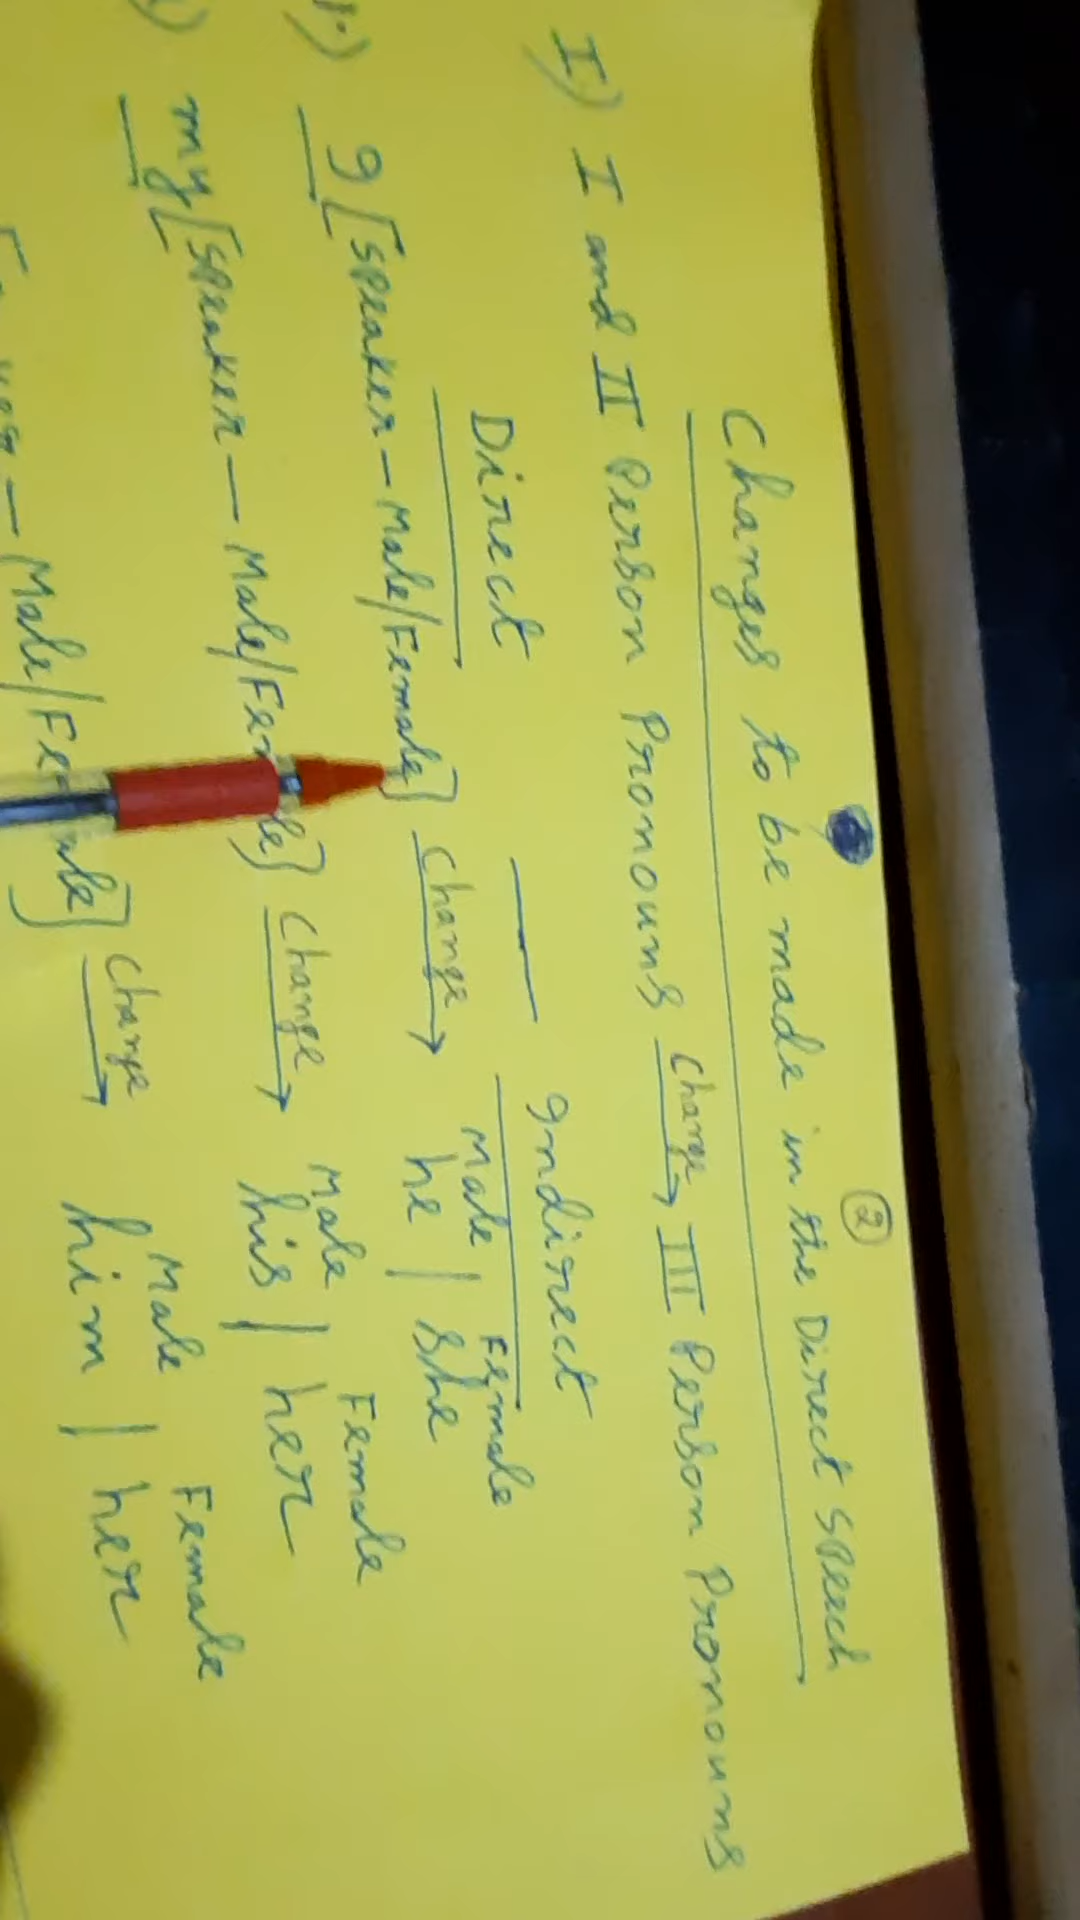 ②
Changes to be made in the Direct Speech
I) I and II Person Pronouns Change → III Person Pronouns
Direct — Indirect
Male Female
I [Speaker — Male/Female] Change → he / she
Male Female
my [Speaker — Male/Female] Change → his / her
Male Female
— Male/Female] Change → him / her